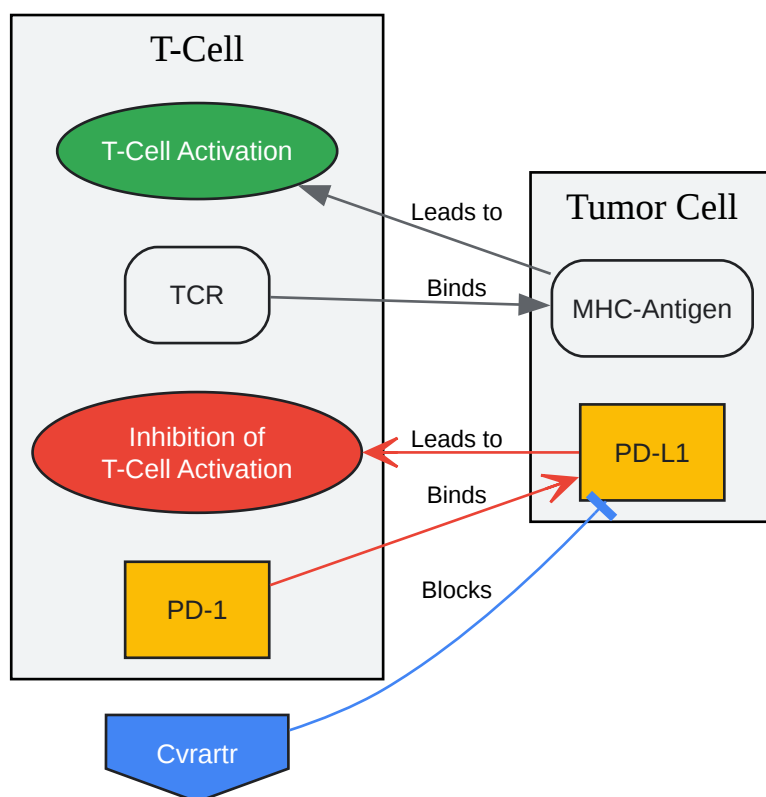 T-Cell
T-Cell Activation
Leads to
Tumor Cell
TCR
Binds
MHC-Antigen
Inhibition of
T-Cell Activation
Leads to
PD-L1
Binds
PD-1
Blocks
Cvrartr